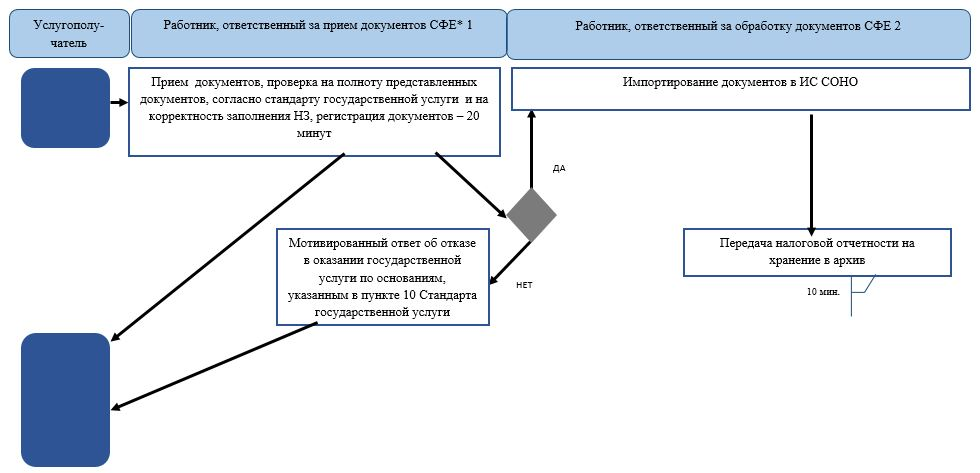 Услугополу-
чатель
Работник, ответственный за прием документов СФЕ* 1
Работник, ответственный за обработку документов СФЕ 2
Прием  документов, проверка на полноту представленных
документов, согласно стандарту государственной услуги  и на
корректность заполнения НЗ, регистрация документов – 20
минут
Импортирование документов в ИС СОНО
ДА
Мотивированный ответ об отказе
в оказании государственной
услуги по основаниям,
указанным в пункте 10 Стандарта
государственной услуги
НЕТ
Передача налоговой отчетности на
хранение в архив
10 мин.